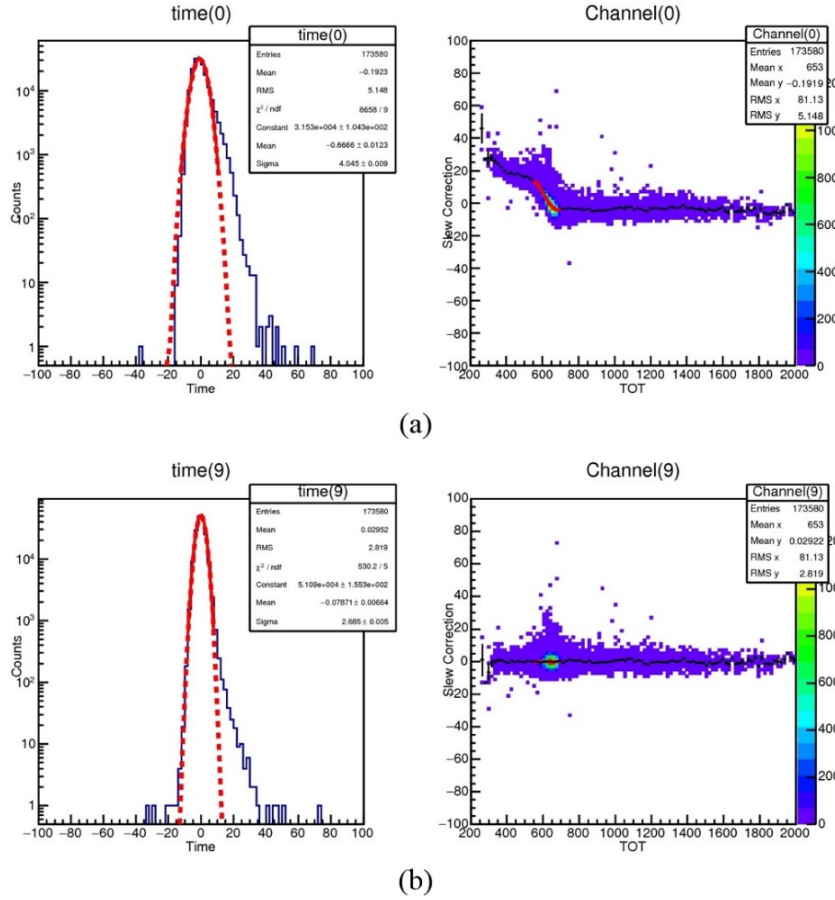 time(0)
time(0)
Entries 173580
Mean −0.1923
RMS 5.148
χ² / ndf 8658 / 9
Constant 3.153e+004 ± 1.043e+002
Mean −0.6666 ± 0.0123
Sigma 4.045 ± 0.009
Counts
10⁴
10³
10²
10
1
−100 −80 −60 −40 −20 0 20 40 60 80 100
Time
Channel(0)
Channel(0)
Entries 173580
Mean x 653
Mean y −0.1919
RMS x 81.13
RMS y 5.148
Slew Correction
100
80
60
40
20
0
−20
−40
−60
−80
−100
200 400 600 800 1000 1200 1400 1600 1800 2000
TOT
(a)
time(9)
time(9)
Entries 173580
Mean 0.02952
RMS 2.819
χ² / ndf 530.2 / 5
Constant 5.109e+004 ± 1.553e+002
Mean −0.07871 ± 0.00664
Sigma 2.685 ± 0.005
Counts
10⁴
10³
10²
10
1
−100 −80 −60 −40 −20 0 20 40 60 80 100
Time
Channel(9)
Channel(9)
Entries 173580
Mean x 653
Mean y 0.02922
RMS x 81.13
RMS y 2.819
Slew Correction
100
80
60
40
20
0
−20
−40
−60
−80
−100
200 400 600 800 1000 1200 1400 1600 1800 2000
TOT
(b)